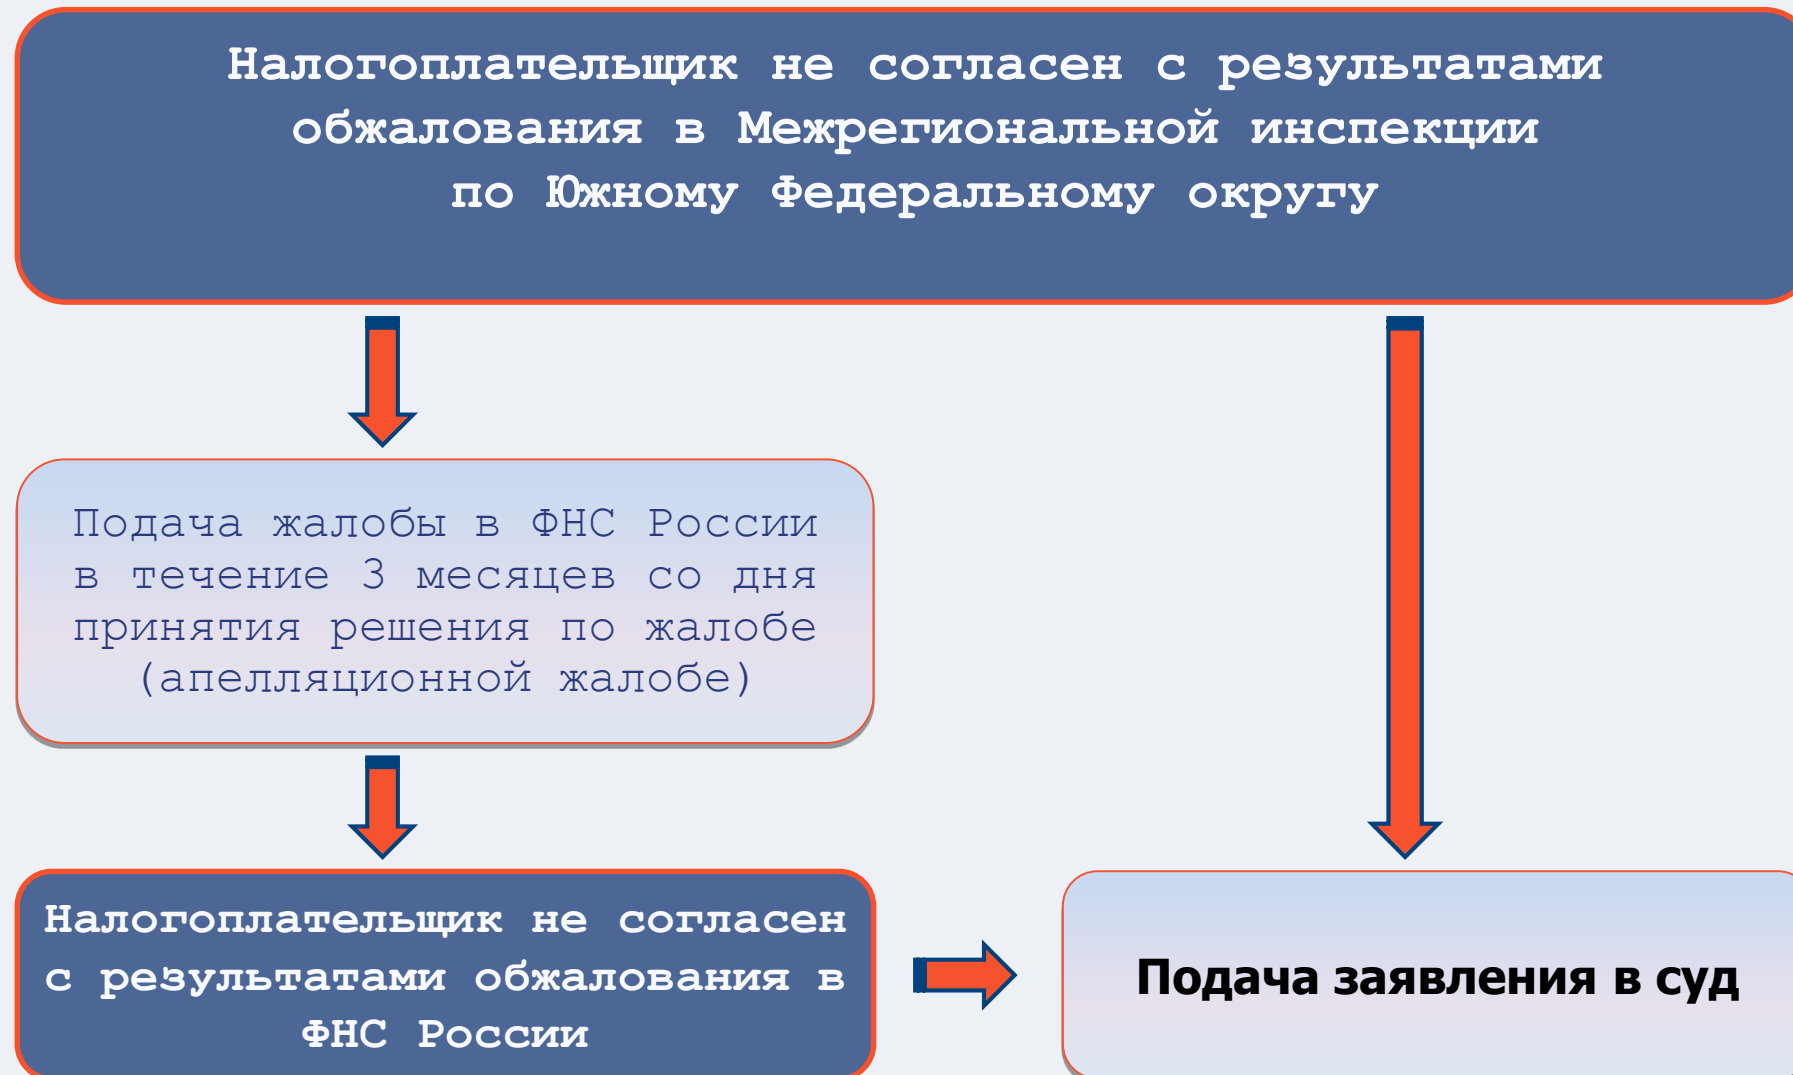 Налогоплательщик не согласен с результатами
обжалования в Межрегиональной инспекции
по Южному Федеральному округу
Подача жалобы в ФНС России
в течение 3 месяцев со дня
принятия решения по жалобе
(апелляционной жалобе)
Налогоплательщик не согласен
с результатами обжалования в
ФНС России
Подача заявления в суд